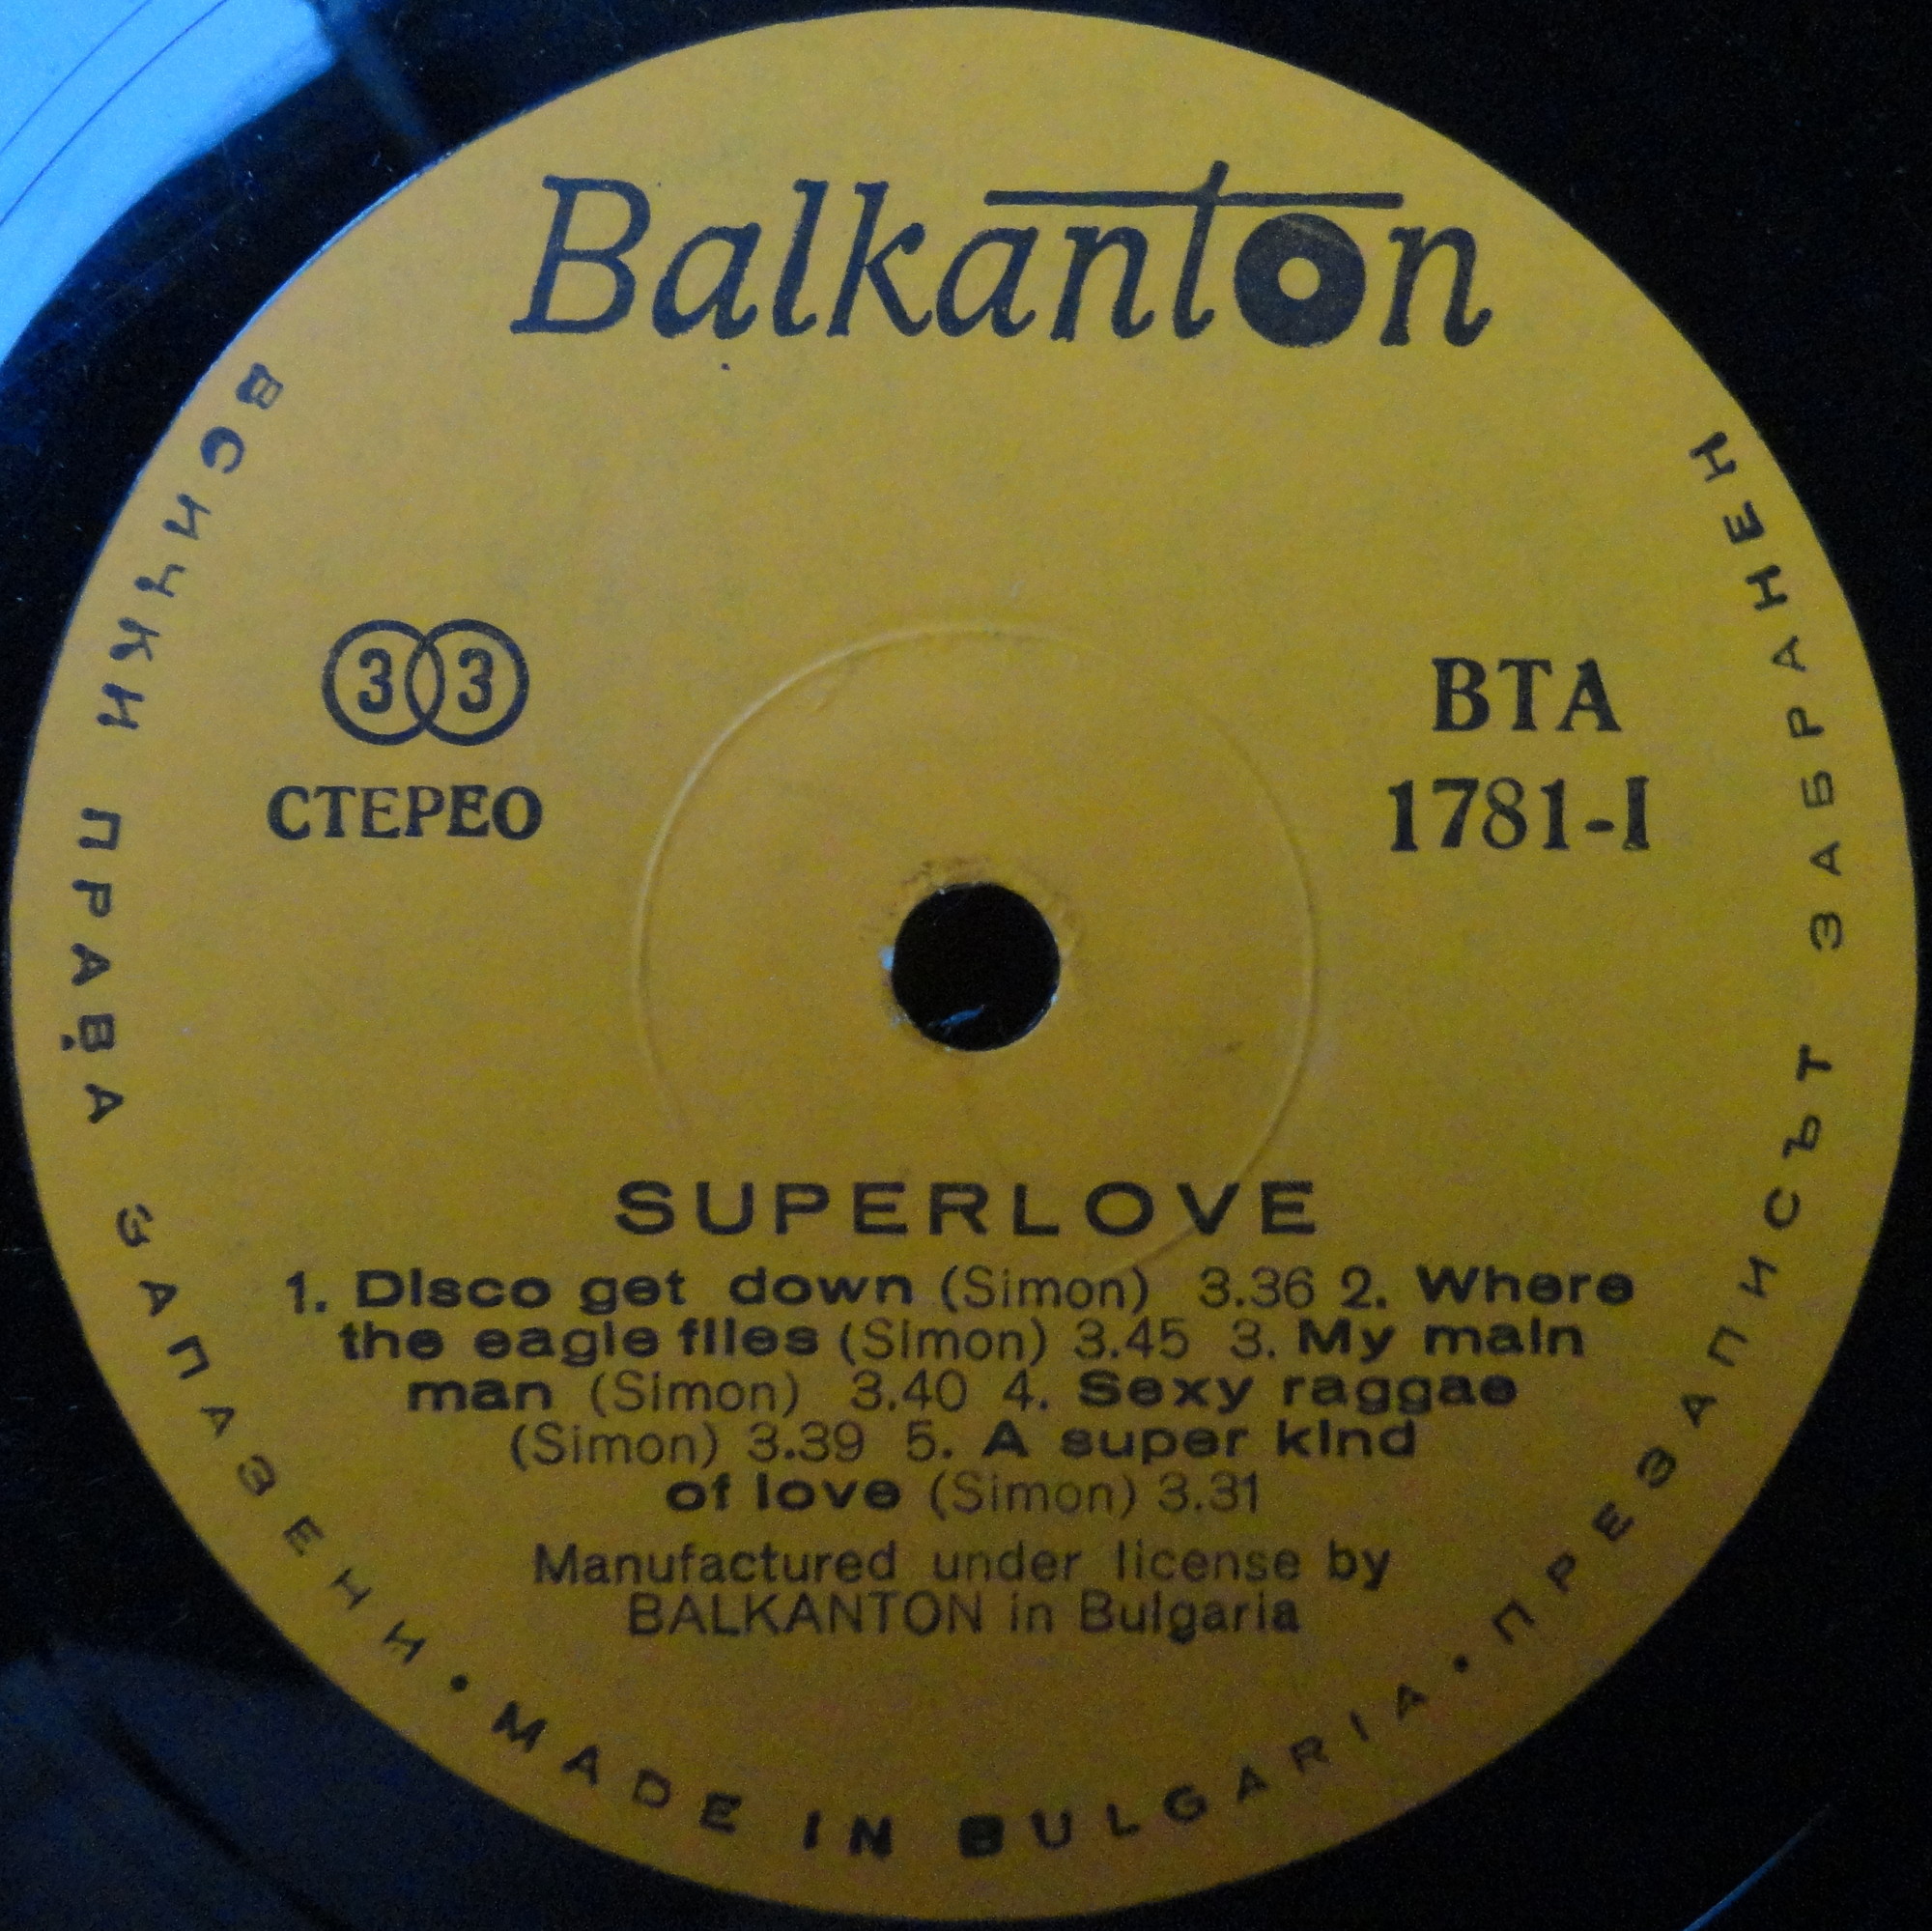 Balkanton
33
СТЕРЕО
ВТА
1781-I
SUPERLOVE
1. Disco get down (Simon) 3.36 2. Where
the eagle flies (Simon) 3.45 3. My main
man (Simon) 3.40 4. Sexy raggae
(Simon) 3.39 5. A super kind
of love (Simon) 3.31
Manufactured under license by
BALKANTON in Bulgaria
ВСИЧКИ ПРАВА ЗАПАЗЕНИ • MADE IN BULGARIA • ПРЕЗАПИСЪТ ЗАБРАНЕН